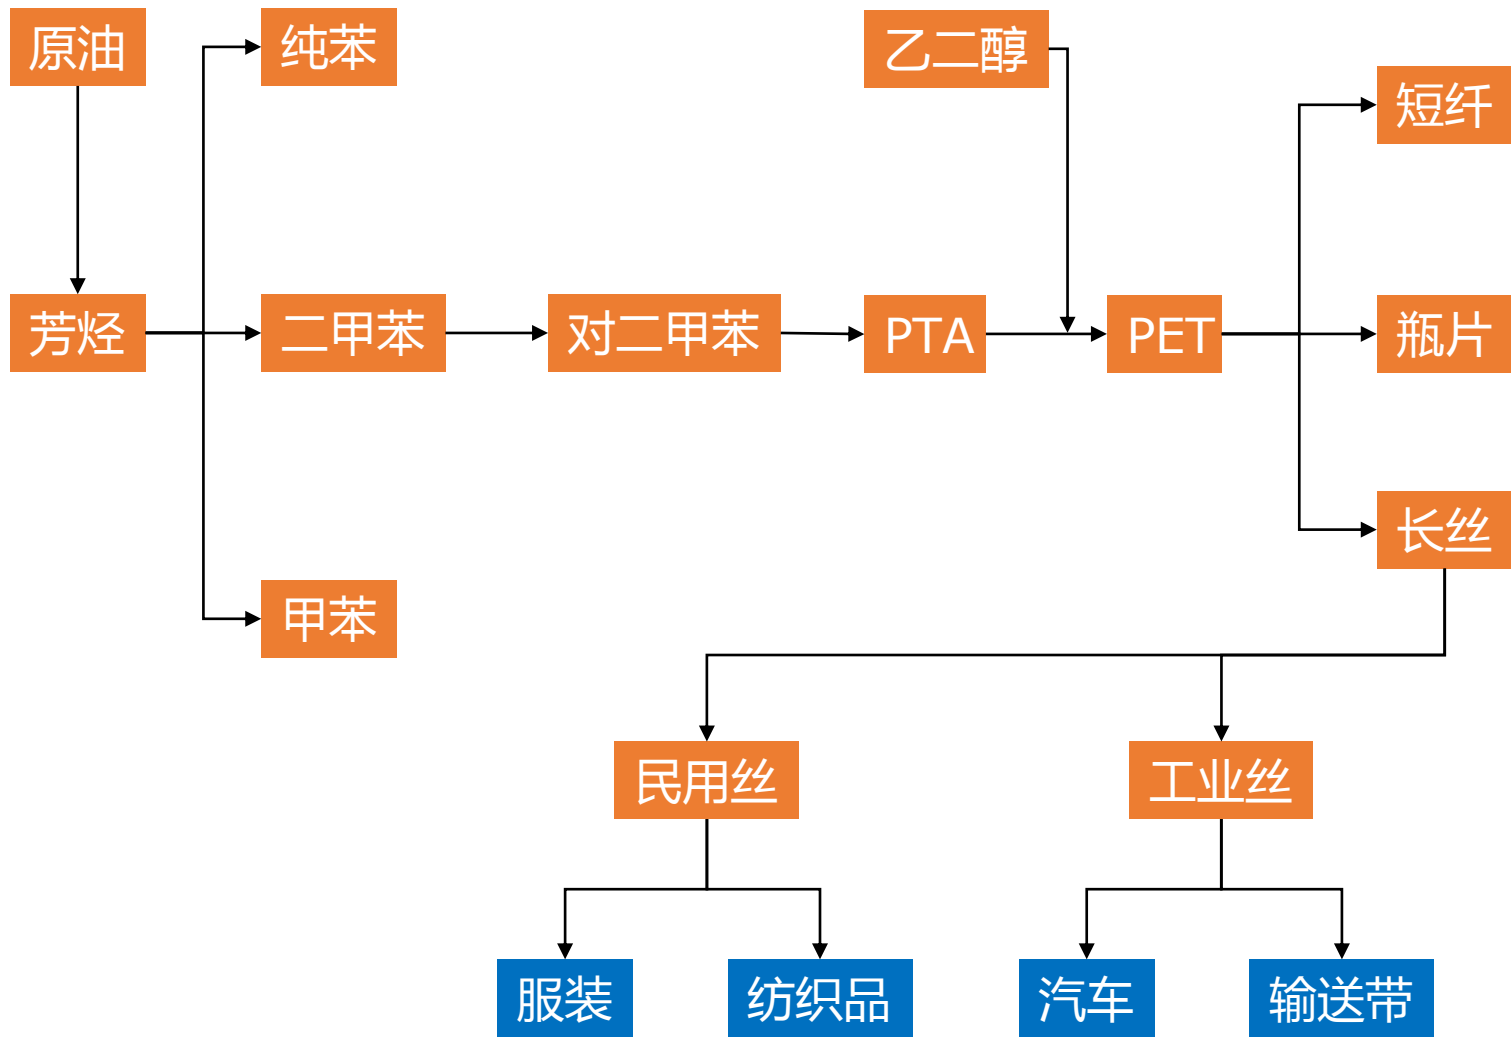 原油
纯苯
乙二醇
短纤
芳烃
二甲苯
对二甲苯
PTA
PET
瓶片
长丝
甲苯
民用丝
工业丝
服装
纺织品
汽车
输送带